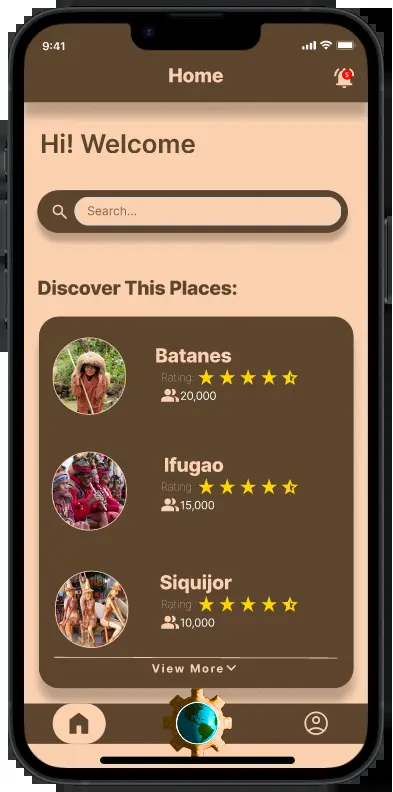 9:41
Home
5
Hi! Welcome
Search...
Discover This Places:
Batanes
Rating:
20,000
Ifugao
Rating:
15,000
Siquijor
Rating:
10,000
View More